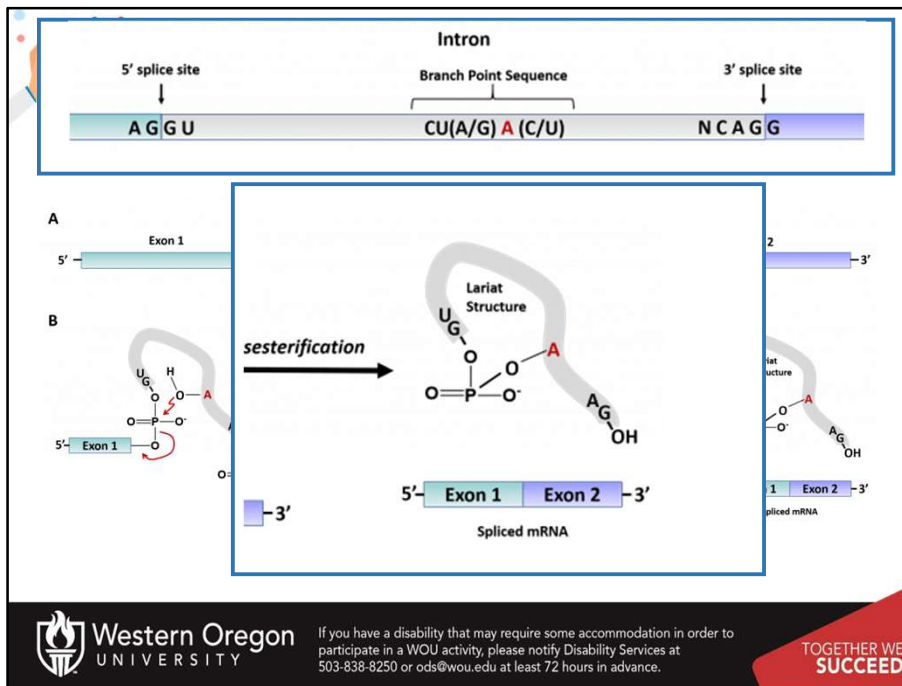 Intron
5’ splice site
Branch Point Sequence
3’ splice site
A G G U
CU(A/G) A (C/U)
N C A G G
A
Exon 1
5’
2
3’
B
UG
H
O
O
A
O=P–O-
5’ Exon 1
O
O
Lariat
Structure
UG
sesterification
O
O
A
O=P–O-
AG
OH
3’
5’ Exon 1 Exon 2 3’
Spliced mRNA
A
AG
OH
1 Exon 2 3’
pliced mRNA
Western Oregon
UNIVERSITY
If you have a disability that may require some accommodation in order to
participate in a WOU activity, please notify Disability Services at
503-838-8250 or ods@wou.edu at least 72 hours in advance.
TOGETHER WE
SUCCEED